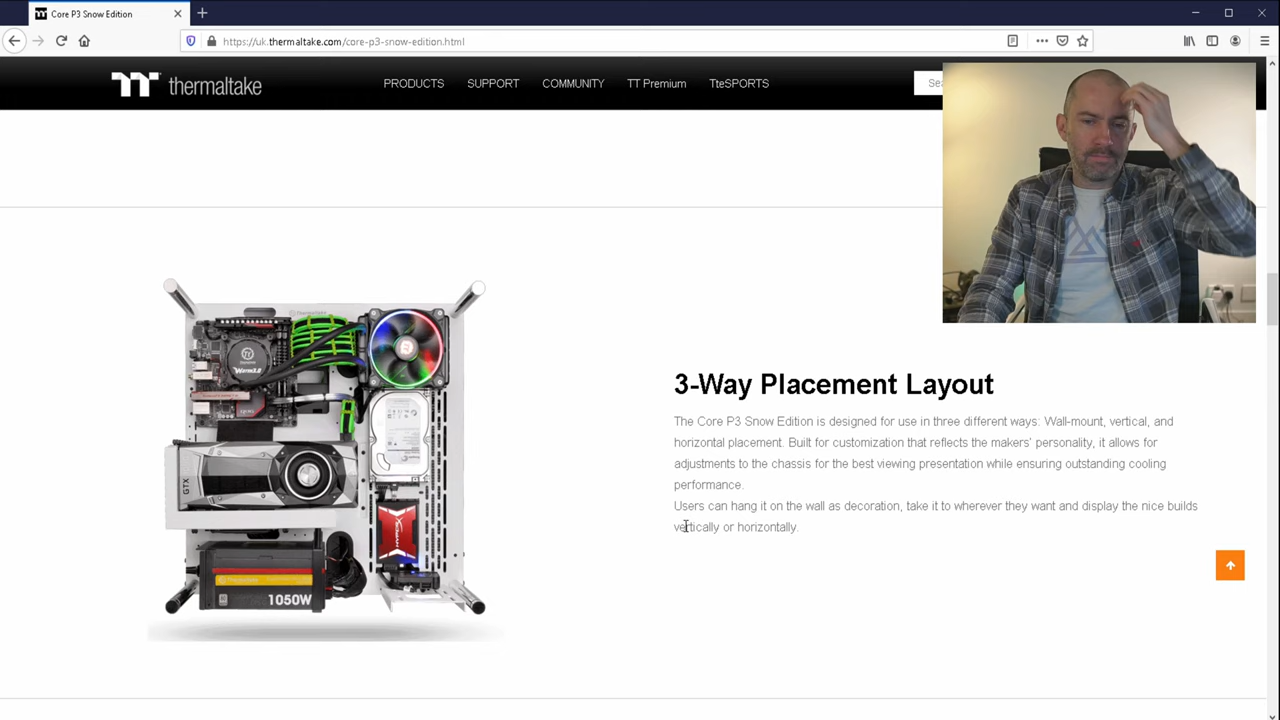 Core P3 Snow Edition
https://uk.thermaltake.com/core-p3-snow-edition.html
thermaltake
PRODUCTS SUPPORT COMMUNITY TT Premium TteSPORTS
Thermaltake
WATER3.0
GTX
Thermaltake
1050W
3-Way Placement Layout
The Core P3 Snow Edition is designed for use in three different ways: Wall-mount, vertical, and
horizontal placement. Built for customization that reflects the makers' personality, it allows for
adjustments to the chassis for the best viewing presentation while ensuring outstanding cooling
performance.
Users can hang it on the wall as decoration, take it to wherever they want and display the nice builds
vertically or horizontally.